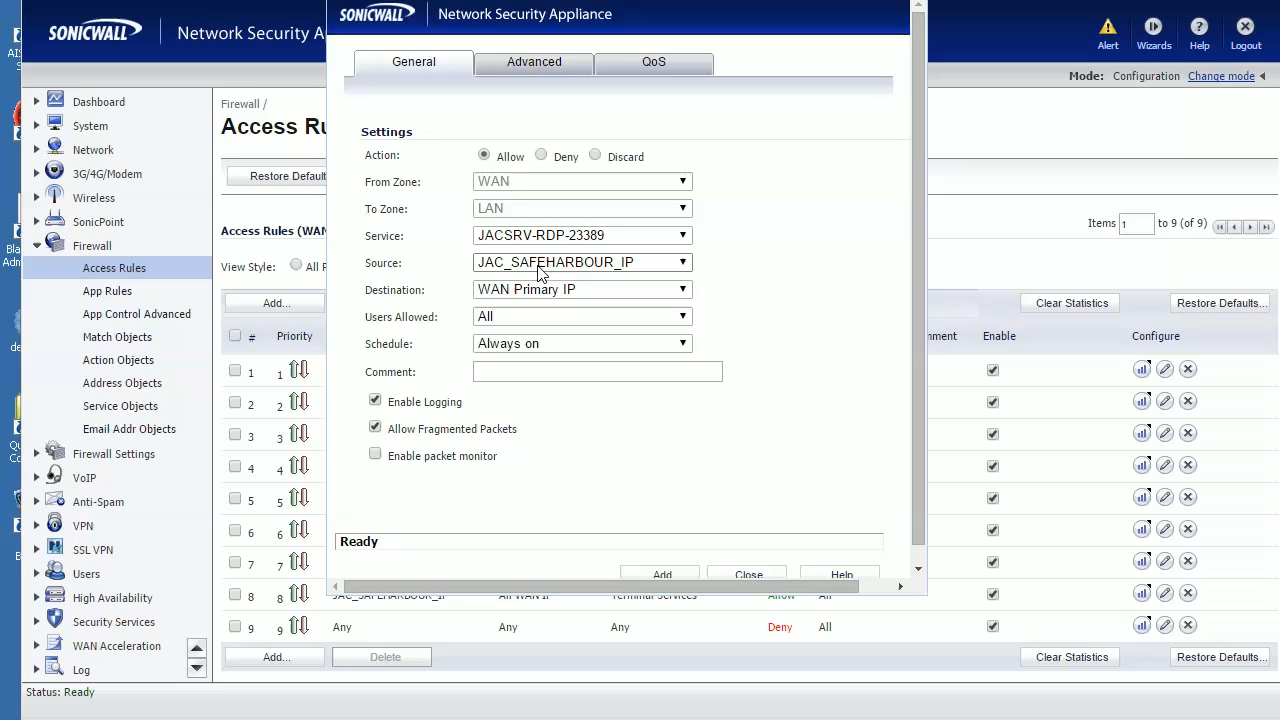 SONICWALL
Network Security A
SONICWALL
Network Security Appliance
Alert
Wizards
Help
Logout
Mode: Configuration Change mode
Dashboard
System
Network
3G/4G/Modem
Wireless
SonicPoint
Firewall
Access Rules
App Rules
App Control Advanced
Match Objects
Action Objects
Address Objects
Service Objects
Email Addr Objects
Firewall Settings
VoIP
Anti-Spam
VPN
SSL VPN
Users
High Availability
Security Services
WAN Acceleration
Log
Status: Ready
Firewall /
Access Ru
Restore Default
Access Rules (WAN
View Style: All R
Items 1 to 9 (of 9)
Add...
Clear Statistics
Restore Defaults...
# Priority
mment Enable Configure
1 1
2 2
3 3
4 4
5 5
6 6
7 7
8 8 JAC_SAFEHARBOUR_IP All WAN IP Terminal Services Allow All
9 9 Any Any Any Deny All
Add...
Delete
Clear Statistics
Restore Defaults...
General
Advanced
QoS
Settings
Action: Allow Deny Discard
From Zone: WAN
To Zone: LAN
Service: JACSRV-RDP-23389
Source: JAC_SAFEHARBOUR_IP
Destination: WAN Primary IP
Users Allowed: All
Schedule: Always on
Comment:
Enable Logging
Allow Fragmented Packets
Enable packet monitor
Ready
Add
Close
Help